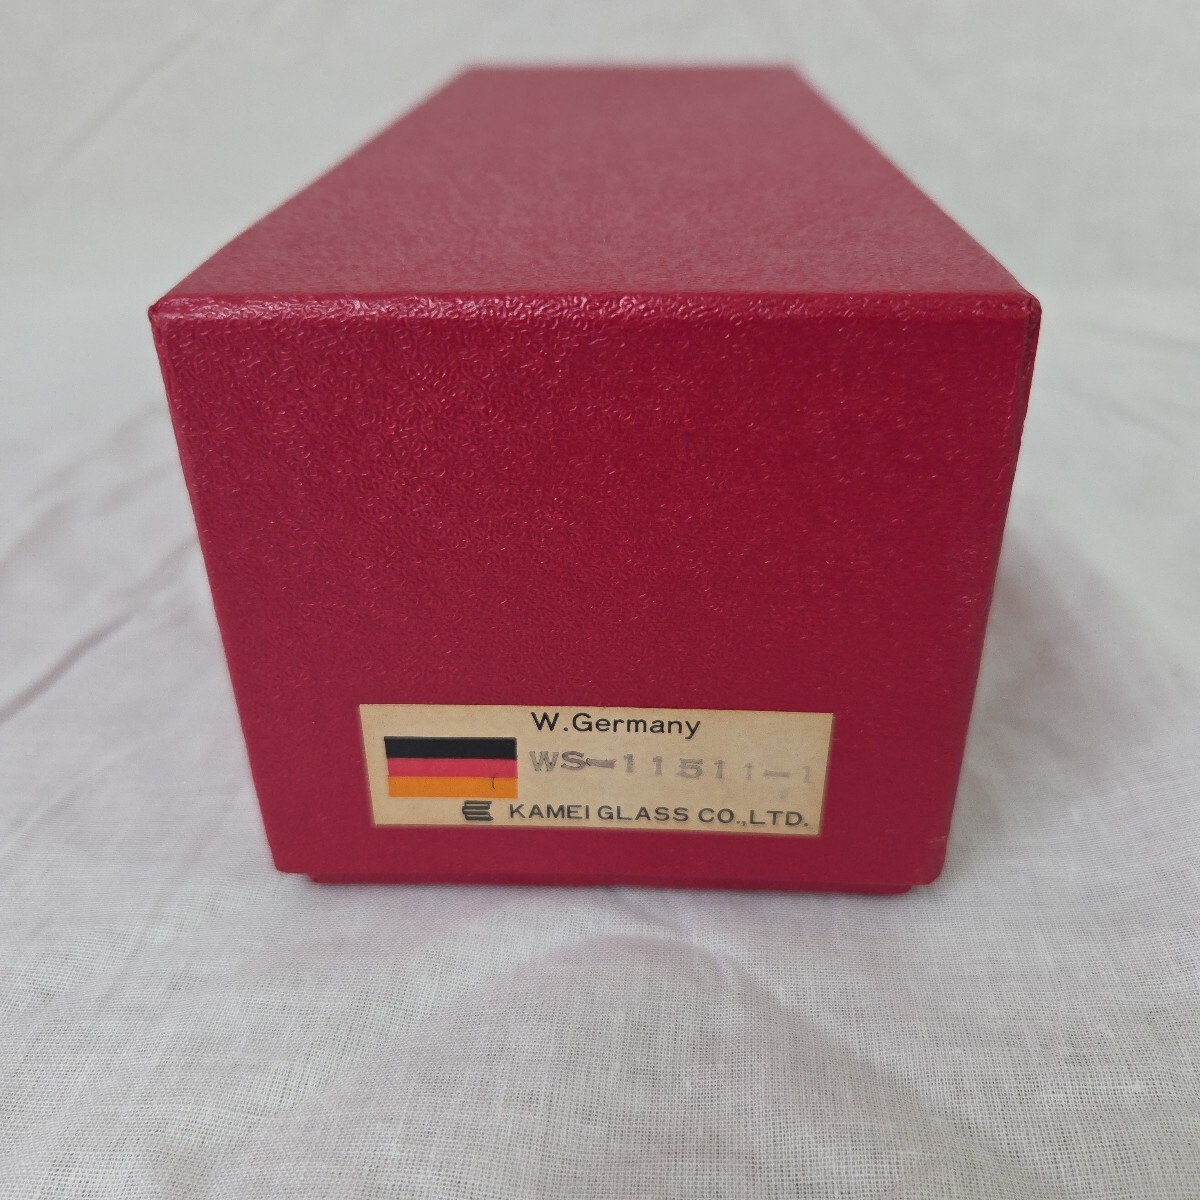 W.Germany
WS-11511-1
KAMEI GLASS CO.,LTD.